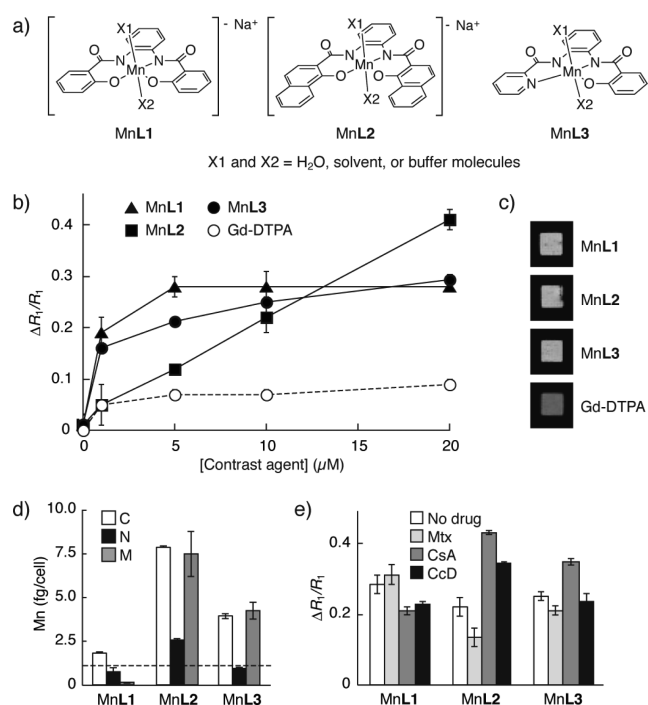 a)
X1
X1
X1
- Na⁺
- Na⁺
O
N
N
O
O
N
N
O
O
N
N
O
O
Mn
O
O
Mn
O
N
Mn
O
X2
X2
X2
MnL1
MnL2
MnL3
X1 and X2 = H₂O, solvent, or buffer molecules
b)
MnL1
MnL3
MnL2
Gd-DTPA
0.4
0.3
0.2
0.1
0
ΔR₁/R₁
0
5
10
20
[Contrast agent] (µM)
c)
MnL1
MnL2
MnL3
Gd-DTPA
d)
C
N
M
10.0
7.5
5.0
2.5
0
Mn (fg/cell)
MnL1
MnL2
MnL3
e)
No drug
Mtx
CsA
CcD
0.4
0.2
0
ΔR₁/R₁
MnL1
MnL2
MnL3